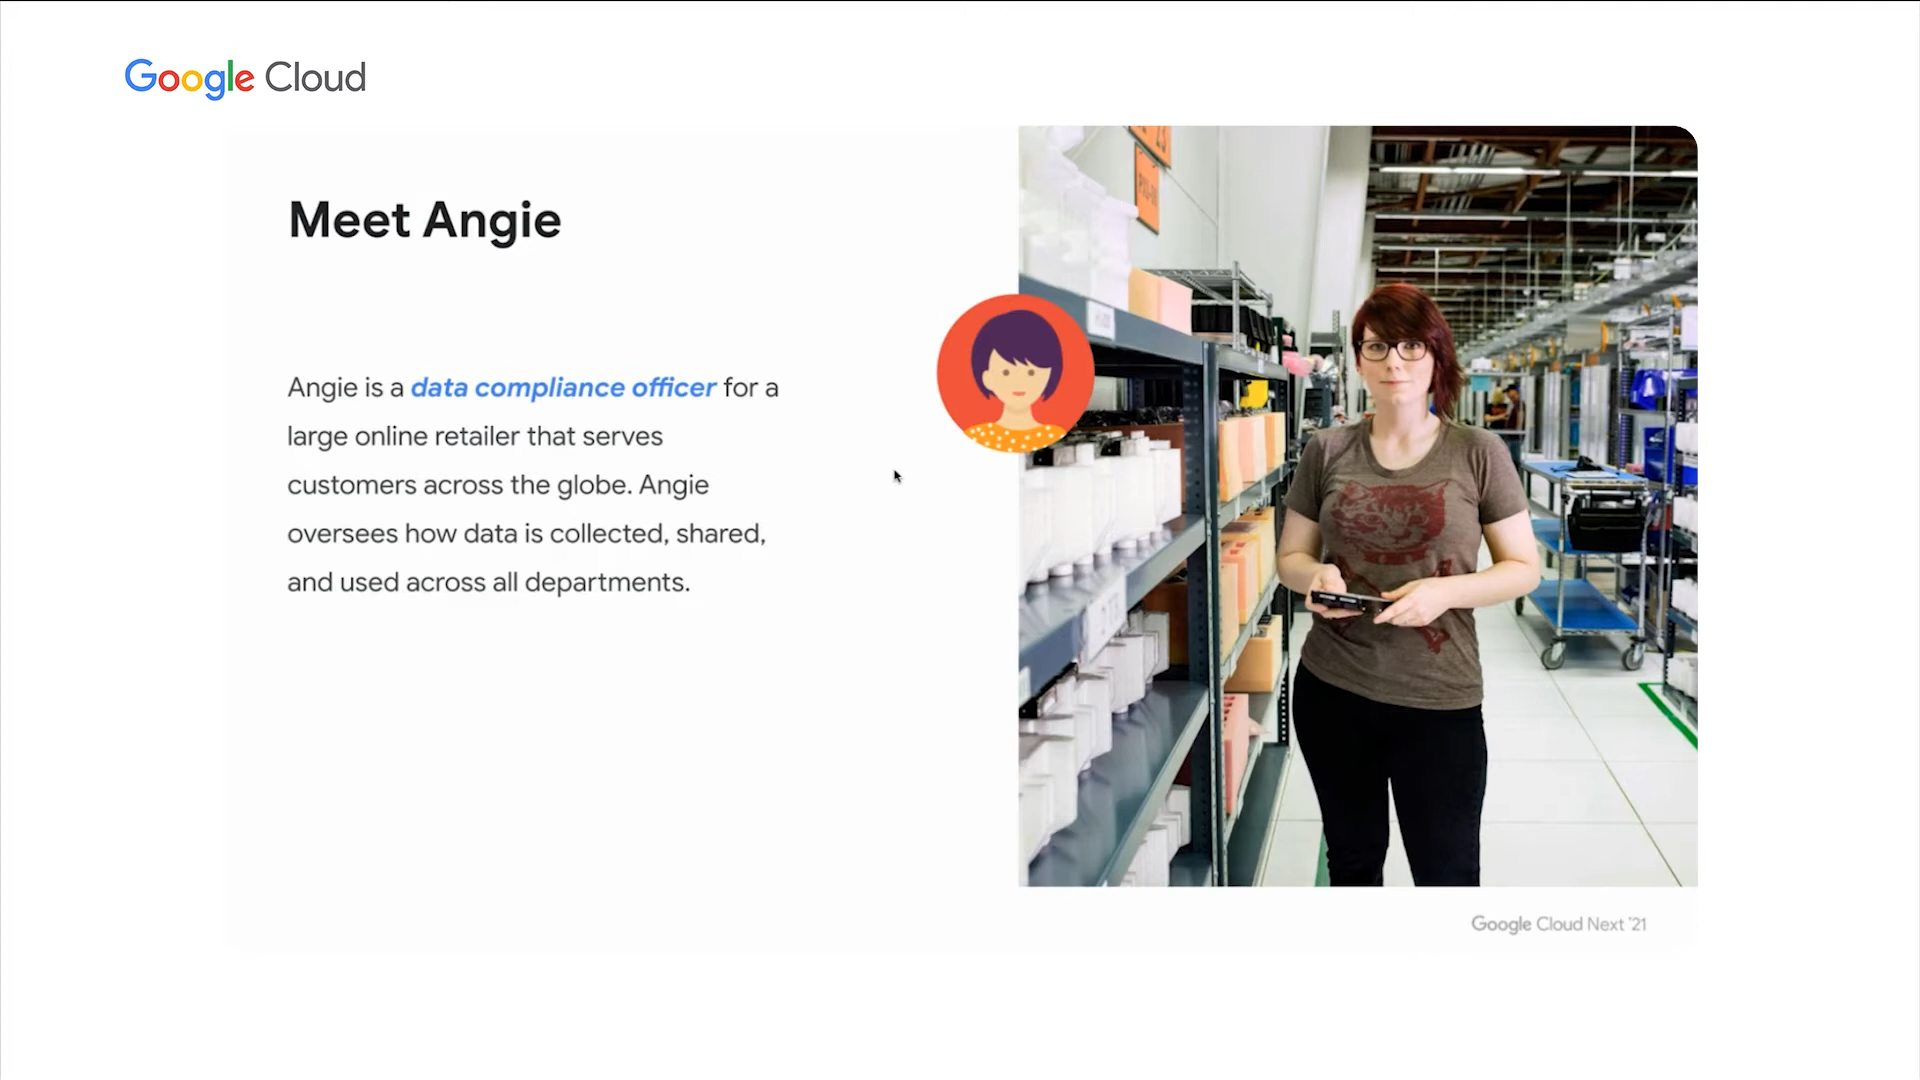 Google Cloud
Meet Angie
Angie is a data compliance officer for a
large online retailer that serves
customers across the globe. Angie
oversees how data is collected, shared,
and used across all departments.
Google Cloud Next '21